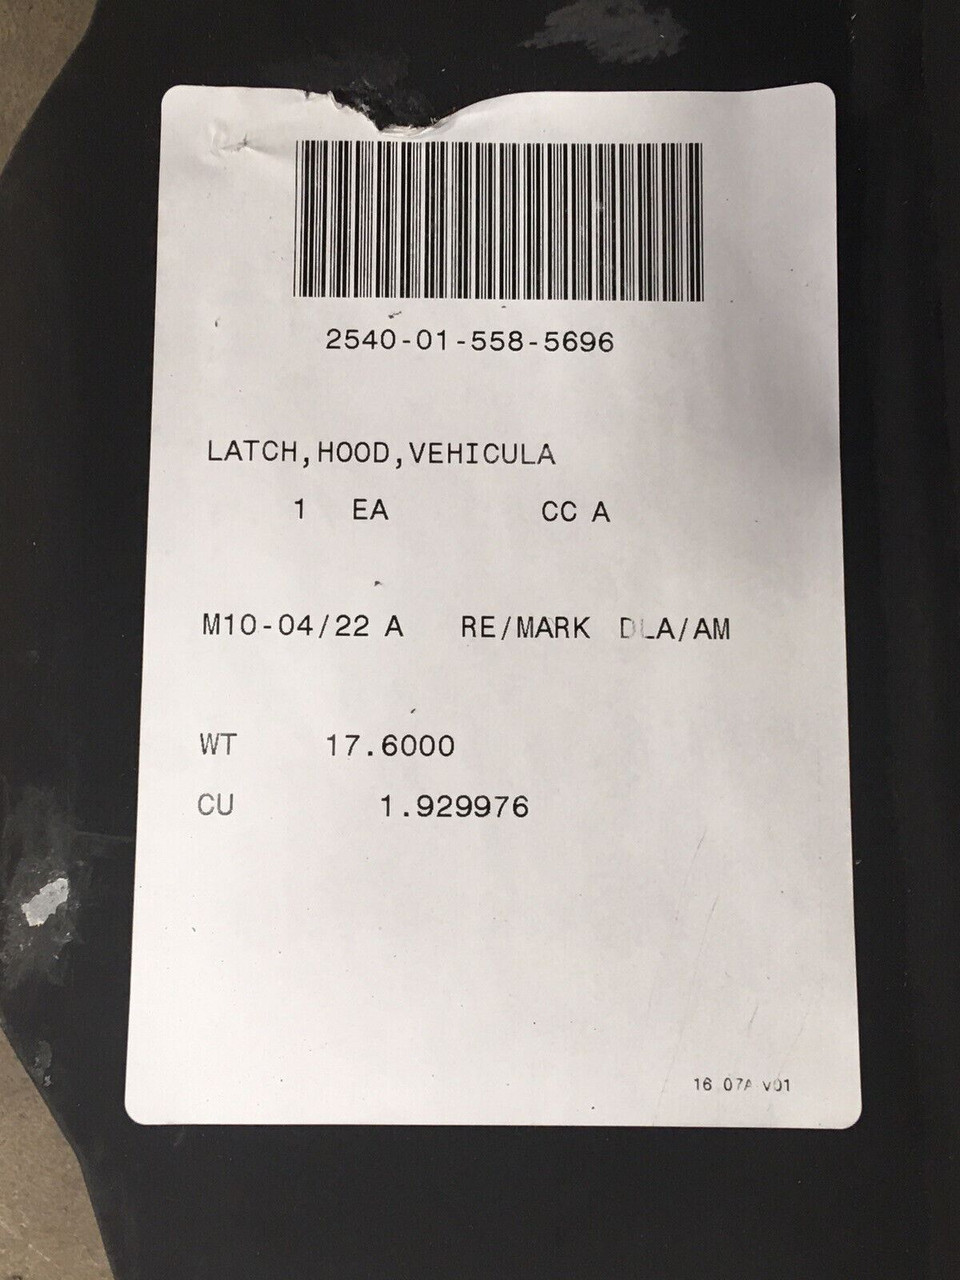 2540-01-558-5696
LATCH,HOOD,VEHICULA
1 EA CC A
M10-04/22 A RE/MARK DLA/AM
WT 17.6000
CU 1.929976
16 07A v01